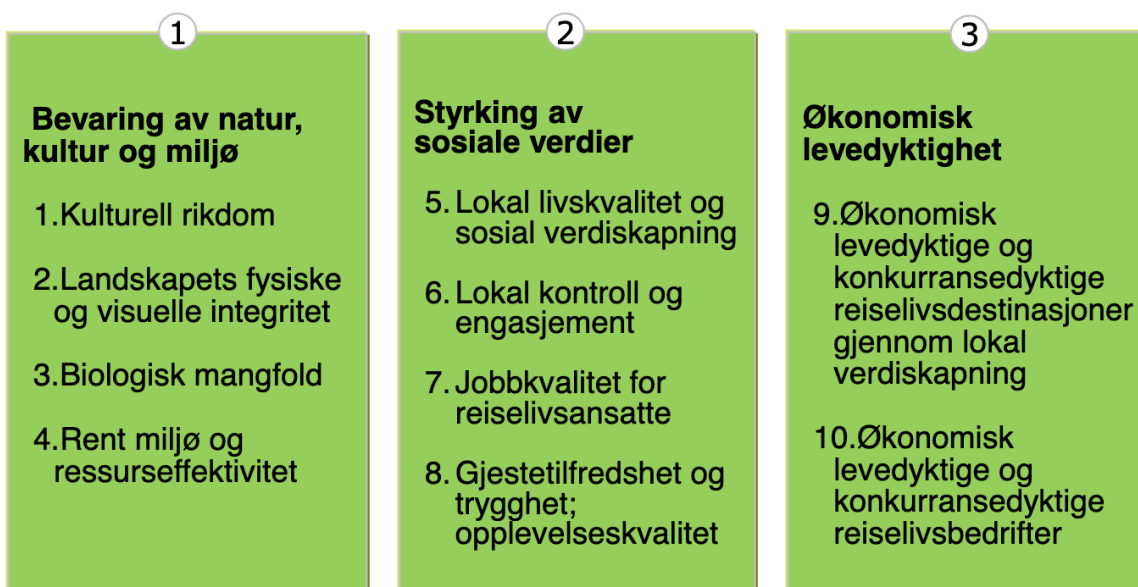 1
Bevaring av natur,
kultur og miljø
1.Kulturell rikdom
2.Landskapets fysiske
og visuelle integritet
3.Biologisk mangfold
4.Rent miljø og
ressurseffektivitet
2
Styrking av
sosiale verdier
5. Lokal livskvalitet og
sosial verdiskapning
6. Lokal kontroll og
engasjement
7. Jobbkvalitet for
reiselivsansatte
8. Gjestetilfredshet og
trygghet;
opplevelseskvalitet
3
Økonomisk
levedyktighet
9.Økonomisk
levedyktige og
konkurransedyktige
reiselivsdestinasjoner
gjennom lokal
verdiskapning
10.Økonomisk
levedyktige og
konkurransedyktige
reiselivsbedrifter